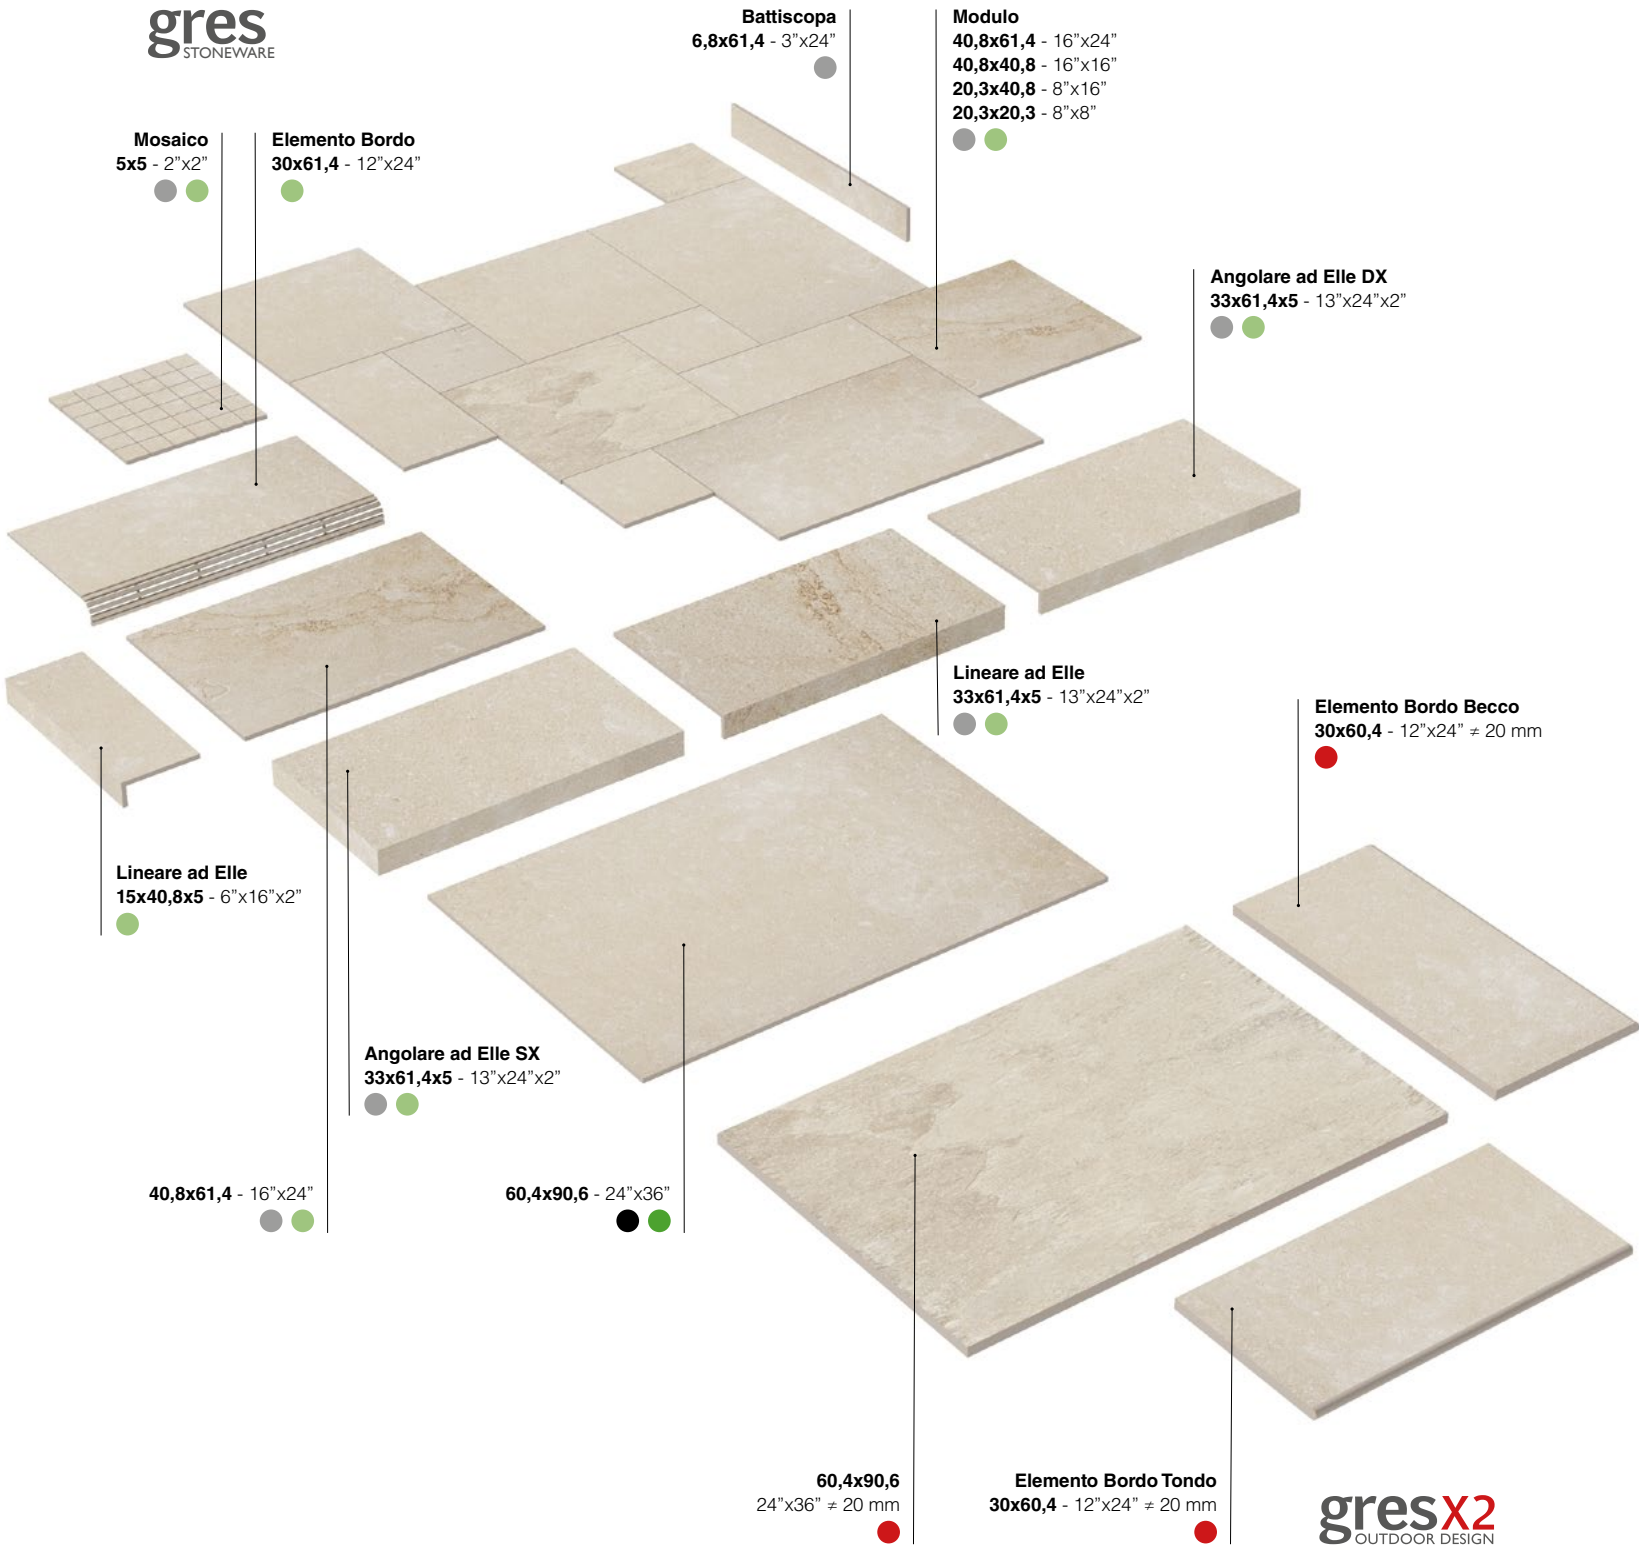 gres
STONEWARE
Battiscopa
6,8x61,4 - 3”x24”
Modulo
40,8x61,4 - 16”x24”
40,8x40,8 - 16”x16”
20,3x40,8 - 8”x16”
20,3x20,3 - 8”x8”
Mosaico
5x5 - 2”x2”
Elemento Bordo
30x61,4 - 12”x24”
Angolare ad Elle DX
33x61,4x5 - 13”x24”x2”
Lineare ad Elle
33x61,4x5 - 13”x24”x2”
Elemento Bordo Becco
30x60,4 - 12”x24” ≠ 20 mm
Lineare ad Elle
15x40,8x5 - 6”x16”x2”
Angolare ad Elle SX
33x61,4x5 - 13”x24”x2”
40,8x61,4 - 16”x24”
60,4x90,6 - 24”x36”
60,4x90,6
24”x36” ≠ 20 mm
Elemento Bordo Tondo
30x60,4 - 12”x24” ≠ 20 mm
gresX2
OUTDOOR DESIGN